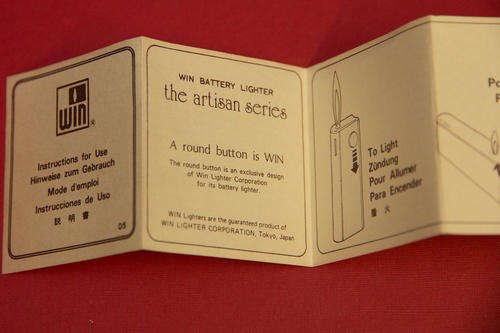 WIN
Instructions for Use
Hinweise zum Gebrauch
Mode d'emploi
Instrucciones de Uso
説明書
05
WIN BATTERY LIGHTER
the artisan series
A round button is WIN
The round button is an exclusive design
of Win Lighter Corporation
for its battery lighter.
WIN Lighters are the guaranteed product of
WIN LIGHTER CORPORATION, Tokyo, Japan
To Light
Zündung
Pour Allumer
Para Encender
點火
Po
F